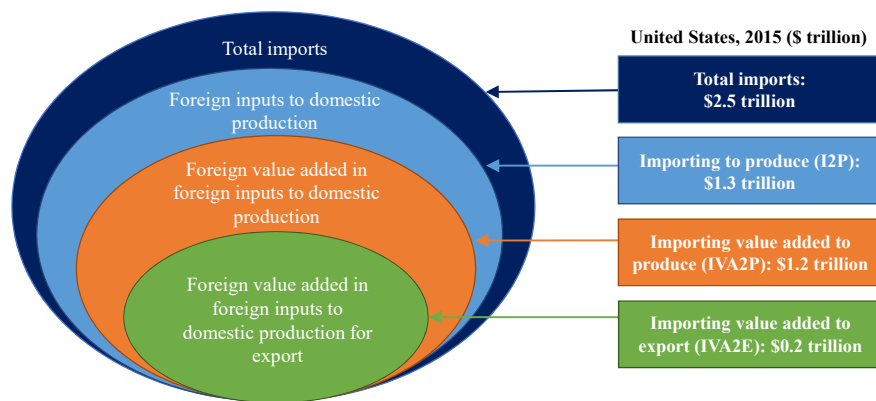 United States, 2015 ($ trillion)
Total imports
Total imports:
$2.5 trillion
Foreign inputs to domestic
production
Importing to produce (I2P):
$1.3 trillion
Foreign value added in
foreign inputs to domestic
production
Importing value added to
produce (IVA2P): $1.2 trillion
Foreign value added in
foreign inputs to
domestic production for
export
Importing value added to
export (IVA2E): $0.2 trillion